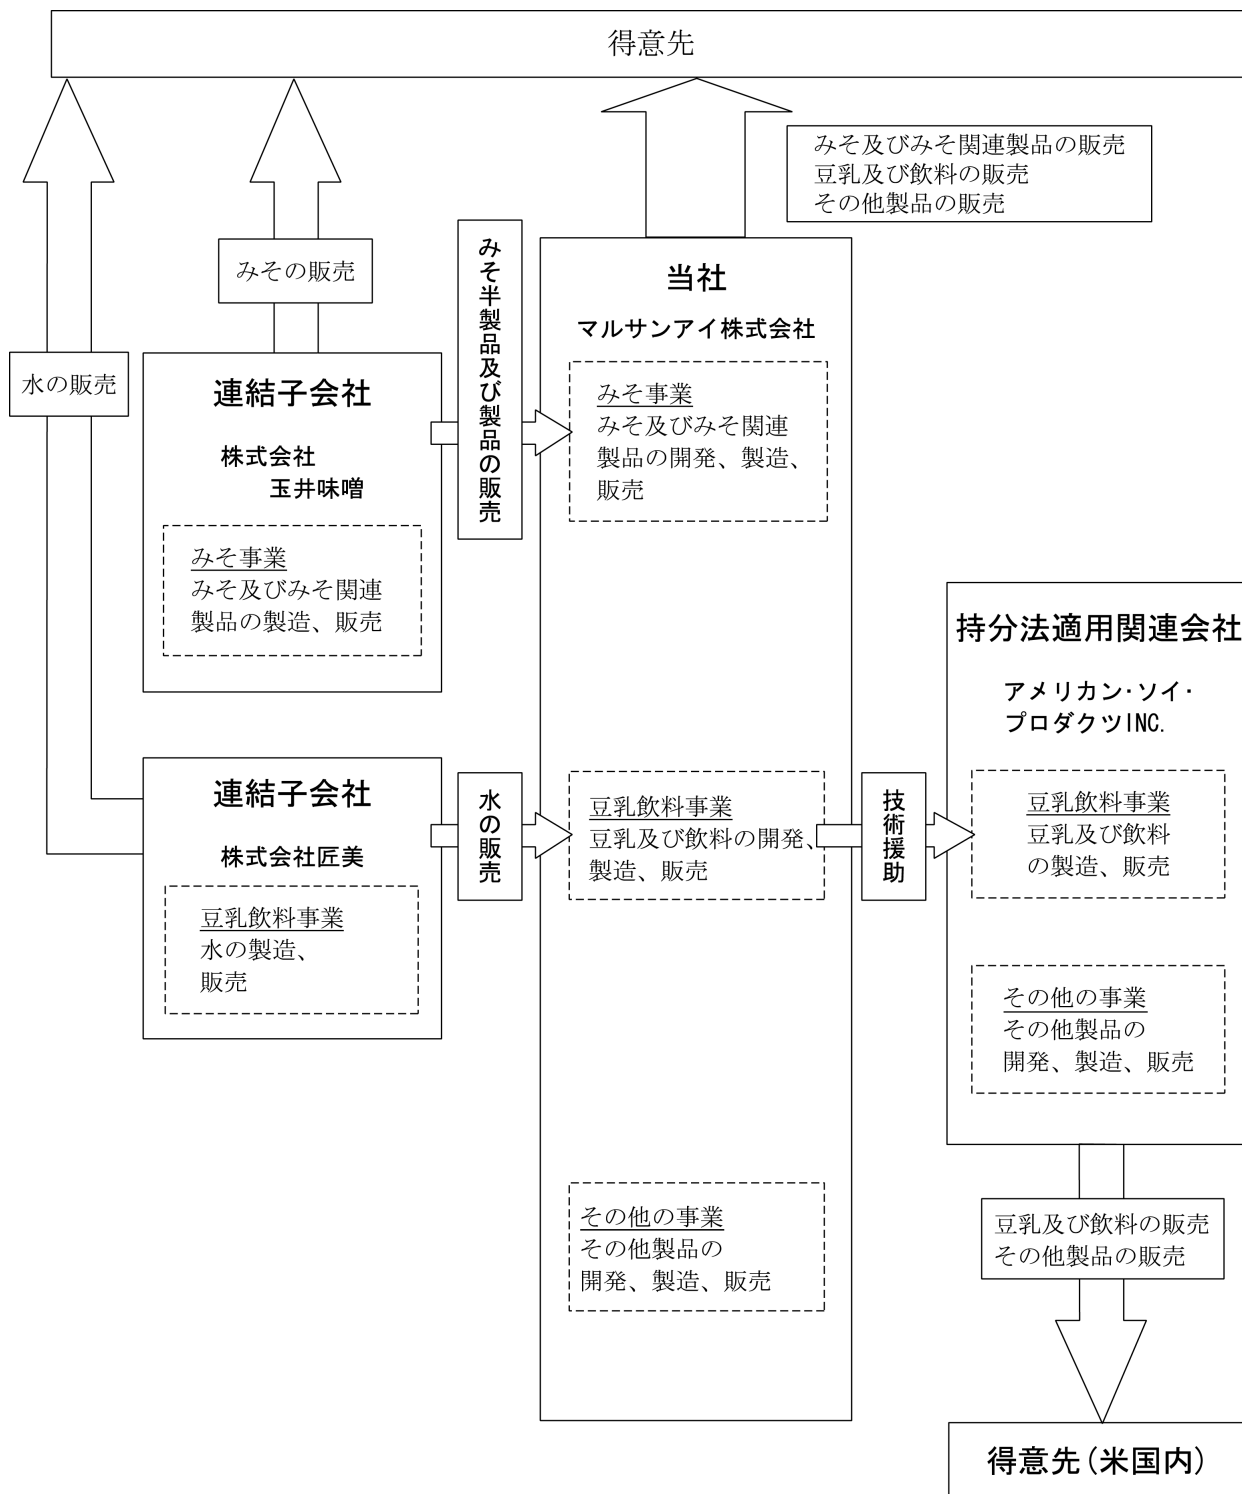 得意先
みそ及びみそ関連製品の販売
豆乳及び飲料の販売
その他製品の販売
みその販売
水の販売
連結子会社
株式会社
玉井味噌
みそ事業
みそ及びみそ関連
製品の製造、販売
みそ半製品及び製品の販売
当社
マルサンアイ株式会社
みそ事業
みそ及びみそ関連
製品の開発、製造、
販売
連結子会社
株式会社匠美
豆乳飲料事業
水の製造、
販売
水の販売
豆乳飲料事業
豆乳及び飲料の開発、
製造、販売
その他の事業
その他製品の
開発、製造、販売
技術援助
持分法適用関連会社
アメリカン・ソイ・
プロダクツINC.
豆乳飲料事業
豆乳及び飲料
の製造、販売
その他の事業
その他製品の
開発、製造、販売
豆乳及び飲料の販売
その他製品の販売
得意先(米国内)